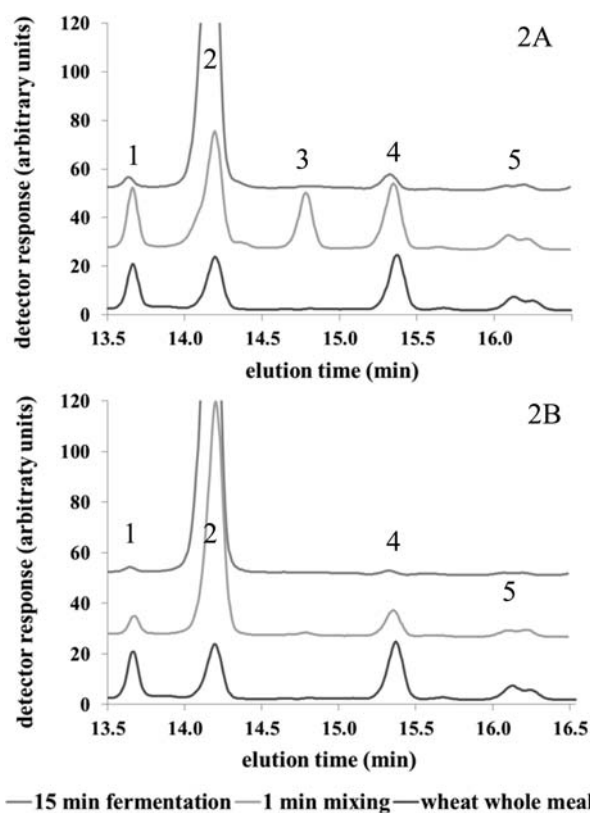 2A
detector response (arbitrary units)
120
100
80
60
40
20
0
1
2
3
4
5
13.5 14.0 14.5 15.0 15.5 16.0
elution time (min)
2B
detector response (arbitraty units)
120
100
80
60
40
20
0
1
2
4
5
13.5 14.0 14.5 15.0 15.5 16.0 16.5
elution time (min)
15 min fermentation 1 min mixing wheat whole meal